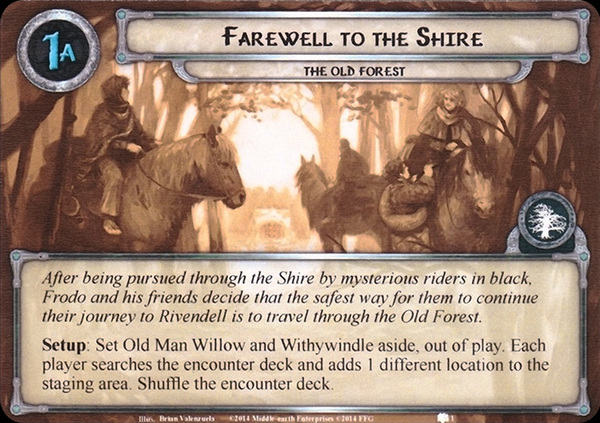 1A
FAREWELL TO THE SHIRE
THE OLD FOREST
After being pursued through the Shire by mysterious riders in black,
Frodo and his friends decide that the safest way for them to continue
their journey to Rivendell is to travel through the Old Forest.
Setup: Set Old Man Willow and Withywindle aside, out of play. Each
player searches the encounter deck and adds 1 different location to the
staging area. Shuffle the encounter deck.
Illus. Brian Valenzuela ©2014 Middle-earth Enterprises ©2014 FFG 1